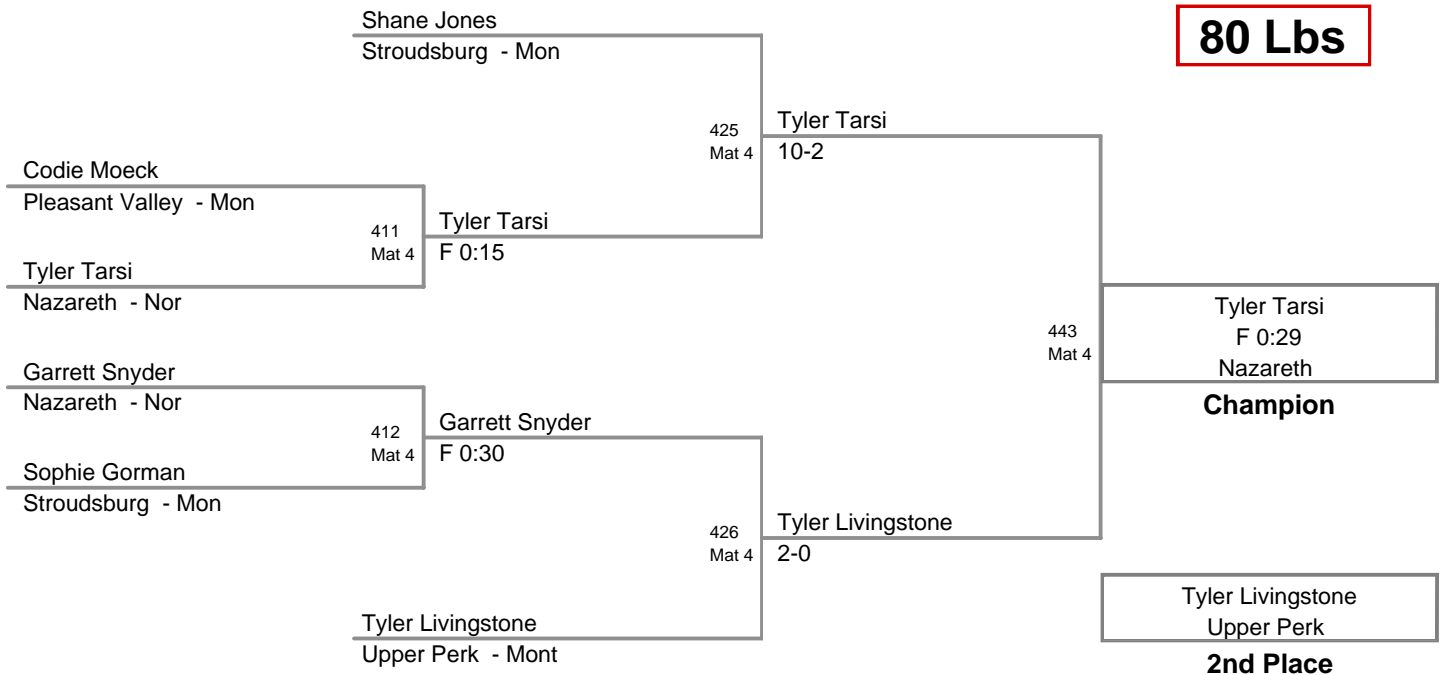 Shane Jones
Stroudsburg - Mon
80 Lbs
425
Mat 4
Tyler Tarsi
10-2
Codie Moeck
Pleasant Valley - Mon
411
Mat 4
Tyler Tarsi
F 0:15
Tyler Tarsi
Nazareth - Nor
443
Mat 4
Tyler Tarsi
F 0:29
Nazareth
Champion
Garrett Snyder
Nazareth - Nor
412
Mat 4
Garrett Snyder
F 0:30
Sophie Gorman
Stroudsburg - Mon
426
Mat 4
Tyler Livingstone
2-0
Tyler Livingstone
Upper Perk - Mont
Tyler Livingstone
Upper Perk
2nd Place